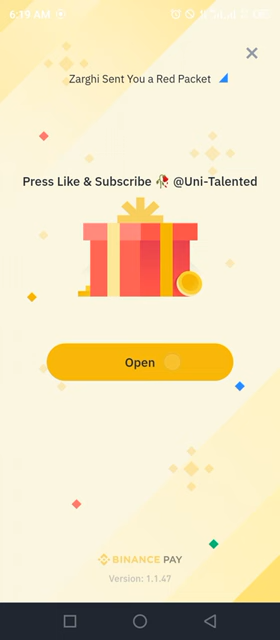 6:19 AM
Zarghi Sent You a Red Packet
Press Like & Subscribe 🥀 @Uni-Talented
Open
BINANCE PAY
Version: 1.1.47